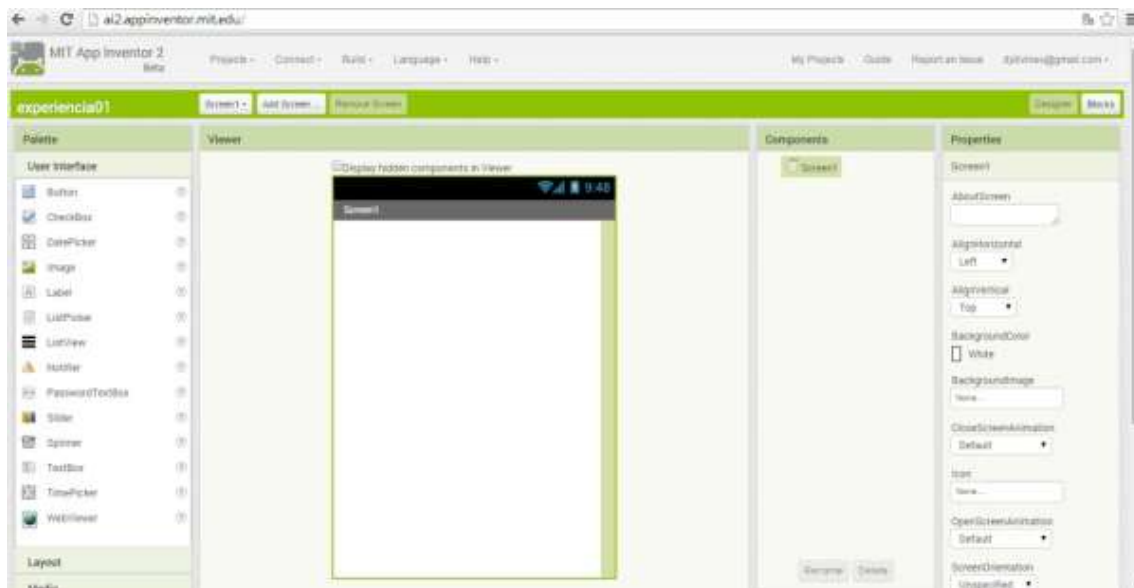 ai2.appinventor.mit.edu/
MIT App Inventor 2
Beta
Projects Connect Build Language Help
My Projects Guide Report an Issue
experiencia01
Screen1 Add Screen ... Remove Screen
Designer Blocks
Palette
User Interface
Button
CheckBox
DatePicker
Image
Label
ListPicker
ListView
Notifier
PasswordTextBox
Slider
Spinner
TextBox
TimePicker
WebViewer
Layout
Media
Viewer
Display hidden components in Viewer
9:48
Screen1
Components
Screen1
Rename Delete
Properties
Screen1
AboutScreen
AlignHorizontal
Left
AlignVertical
Top
BackgroundColor
White
BackgroundImage
None...
CloseScreenAnimation
Default
Icon
None...
OpenScreenAnimation
Default
ScreenOrientation
Unspecified